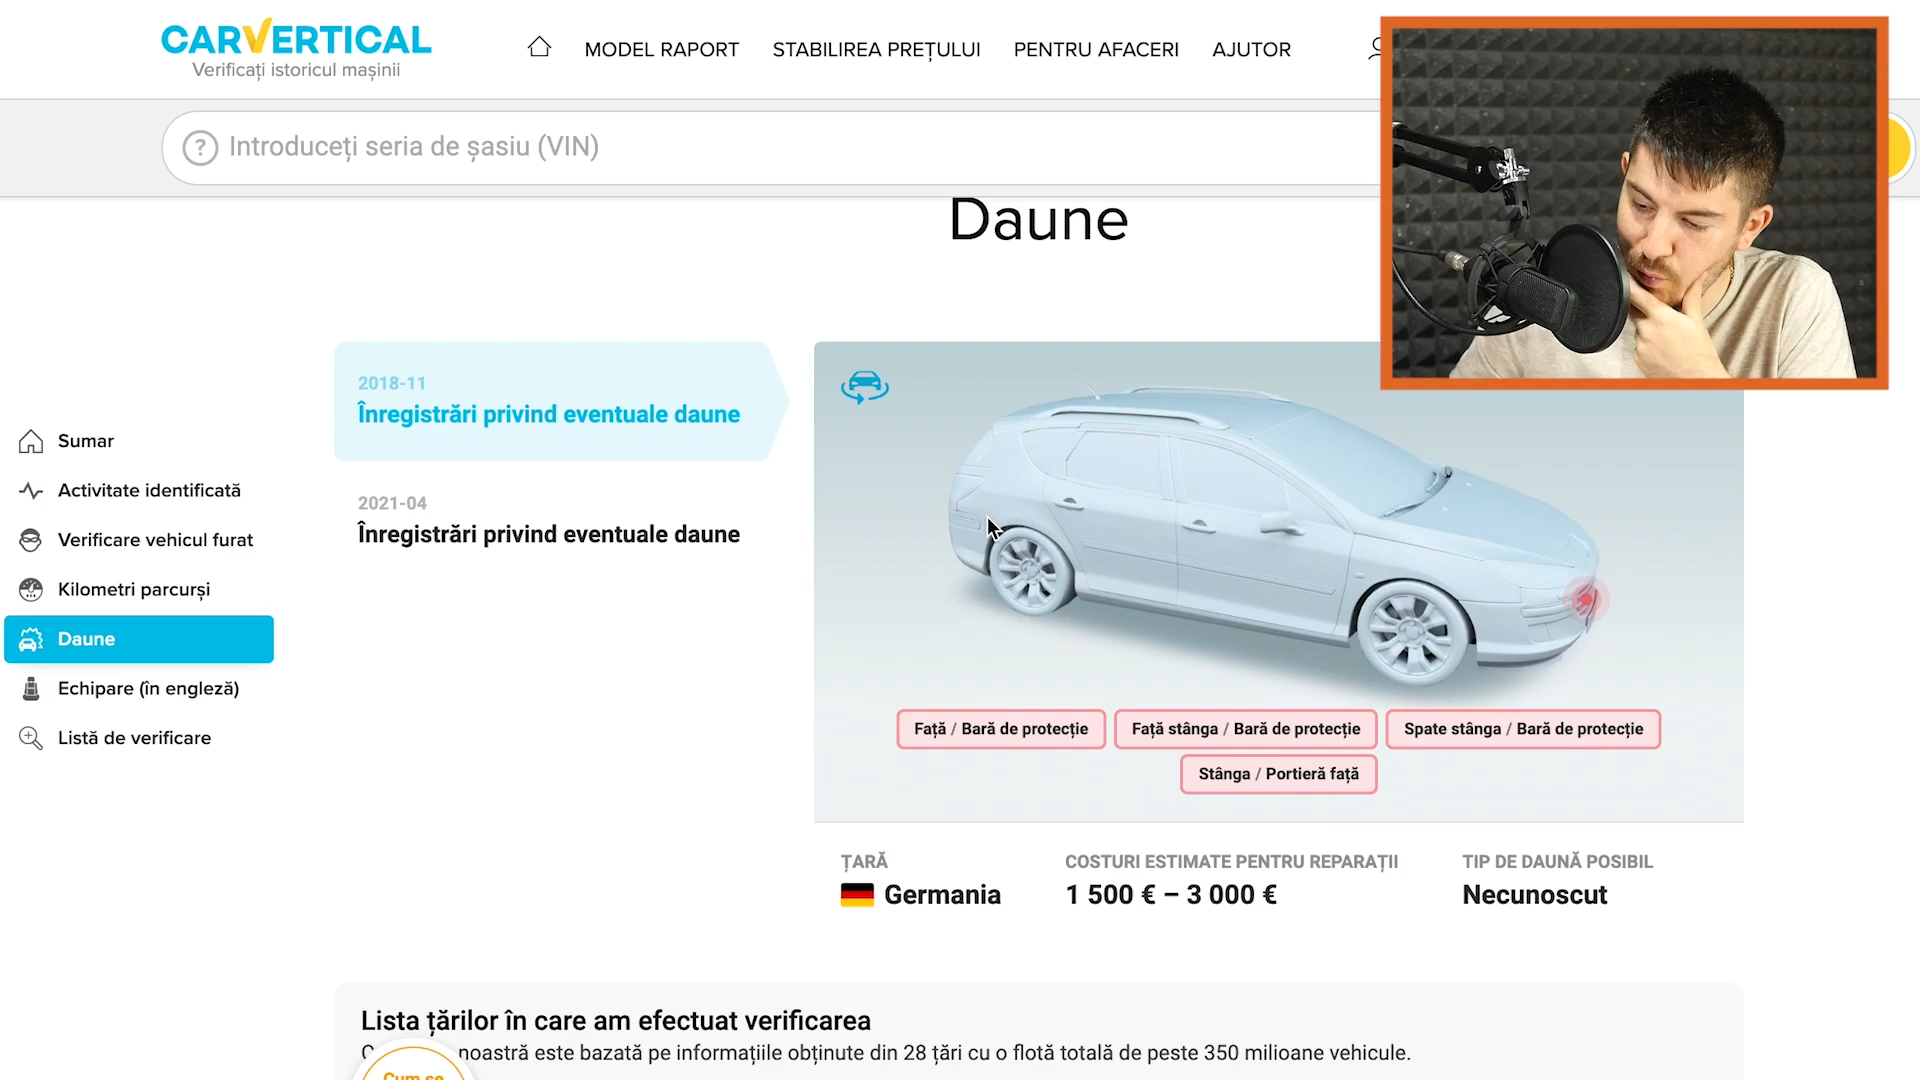 CARVERTICAL
Verificați istoricul mașinii
MODEL RAPORT
STABILIREA PREȚULUI
PENTRU AFACERI
AJUTOR
? Introduceți seria de șasiu (VIN)
Daune
Sumar
Activitate identificată
Verificare vehicul furat
Kilometri parcurși
Daune
Echipare (în engleză)
Listă de verificare
2018-11
Înregistrări privind eventuale daune
2021-04
Înregistrări privind eventuale daune
Față / Bară de protecție
Față stânga / Bară de protecție
Spate stânga / Bară de protecție
Stânga / Portieră față
ȚARĂ
Germania
COSTURI ESTIMATE PENTRU REPARAȚII
1 500 € – 3 000 €
TIP DE DAUNĂ POSIBIL
Necunoscut
Lista țărilor în care am efectuat verificarea
noastră este bazată pe informațiile obținute din 28 țări cu o flotă totală de peste 350 milioane vehicule.
Cum se